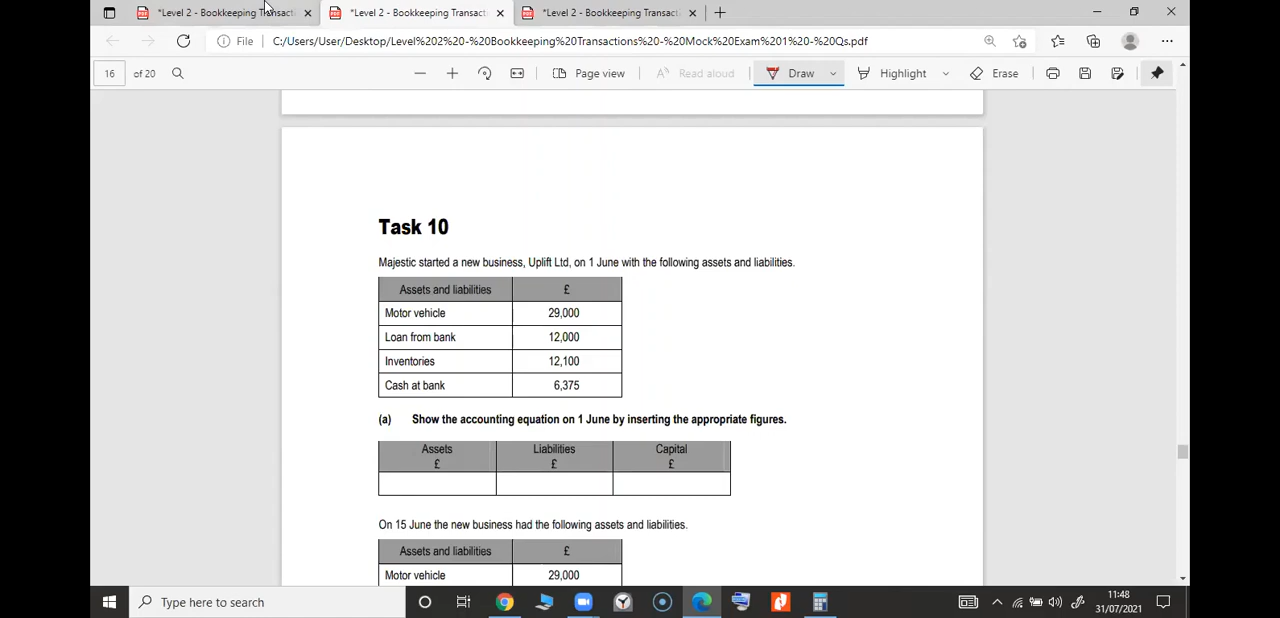 *Level 2 - Bookkeeping Transact *Level 2 - Bookkeeping Transact *Level 2 - Bookkeeping Transact
File C:/Users/User/Desktop/Level%202%20-%20Bookkeeping%20Transactions%20-%20Mock%20Exam%201%20-%20Qs.pdf
16 of 20 Page view Read aloud Draw Highlight Erase
Task 10
Majestic started a new business, Uplift Ltd, on 1 June with the following assets and liabilities.
Assets and liabilities £
Motor vehicle 29,000
Loan from bank 12,000
Inventories 12,100
Cash at bank 6,375
(a) Show the accounting equation on 1 June by inserting the appropriate figures.
Assets Liabilities Capital
£ £ £
On 15 June the new business had the following assets and liabilities.
Assets and liabilities £
Motor vehicle 29,000
Type here to search
11:48
31/07/2021